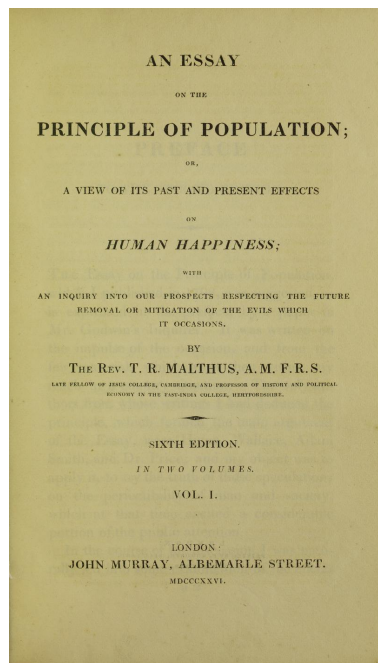 AN ESSAY
ON THE
PRINCIPLE OF POPULATION;
OR,
A VIEW OF ITS PAST AND PRESENT EFFECTS
ON
HUMAN HAPPINESS;
WITH
AN INQUIRY INTO OUR PROSPECTS RESPECTING THE FUTURE
REMOVAL OR MITIGATION OF THE EVILS WHICH
IT OCCASIONS.
BY
THE REV. T. R. MALTHUS, A.M. F.R.S.
LATE FELLOW OF JESUS COLLEGE, CAMBRIDGE, AND PROFESSOR OF HISTORY AND POLITICAL
ECONOMY IN THE EAST-INDIA COLLEGE, HERTFORDSHIRE.
SIXTH EDITION.
IN TWO VOLUMES.
VOL. I.
LONDON:
JOHN MURRAY, ALBEMARLE STREET.
MDCCCXXVI.